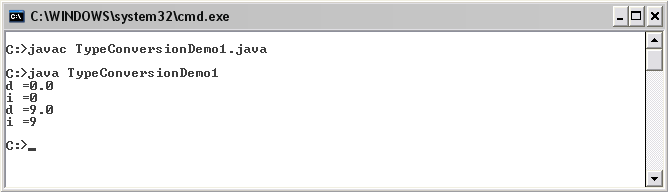 C:\WINDOWS\system32\cmd.exe
C:>javac TypeConversionDemo1.java
C:>java TypeConversionDemo1
d =0.0
i =0
d =9.0
i =9
C:>_